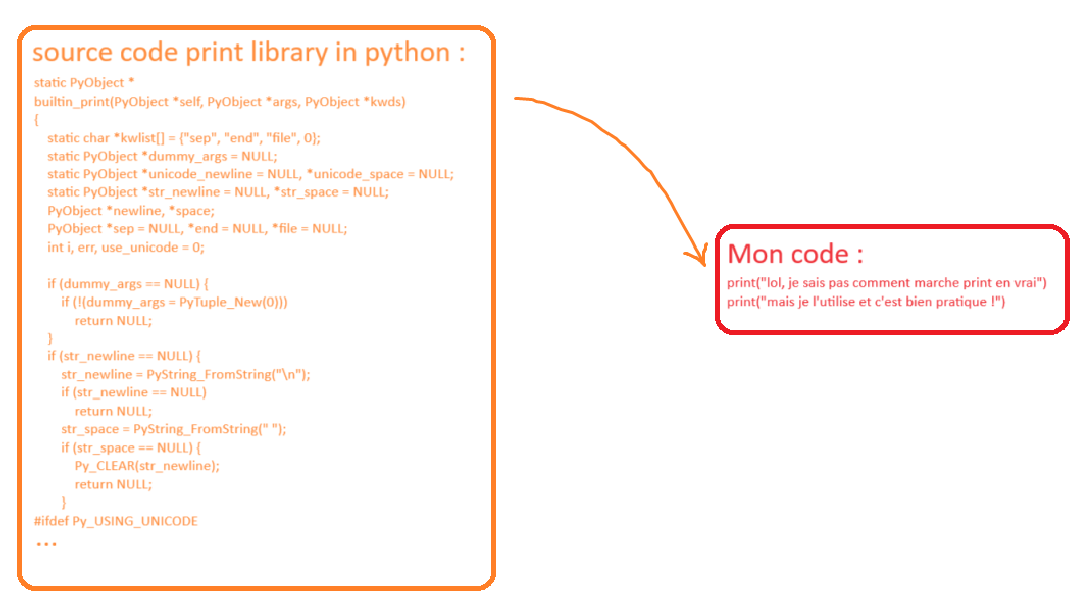 source code print library in python :
static PyObject *
builtin_print(PyObject *self, PyObject *args, PyObject *kwds)
{
static char *kwlist[] = {"sep", "end", "file", 0};
static PyObject *dummy_args = NULL;
static PyObject *unicode_newline = NULL, *unicode_space = NULL;
static PyObject *str_newline = NULL, *str_space = NULL;
PyObject *newline, *space;
PyObject *sep = NULL, *end = NULL, *file = NULL;
int i, err, use_unicode = 0;
if (dummy_args == NULL) {
if (!(dummy_args = PyTuple_New(0)))
return NULL;
}
if (str_newline == NULL) {
str_newline = PyString_FromString("\n");
if (str_newline == NULL)
return NULL;
str_space = PyString_FromString(" ");
if (str_space == NULL) {
Py_CLEAR(str_newline);
return NULL;
}
#ifdef Py_USING_UNICODE
...
Mon code :
print("lol, je sais pas comment marche print en vrai")
print("mais je l'utilise et c'est bien pratique !")